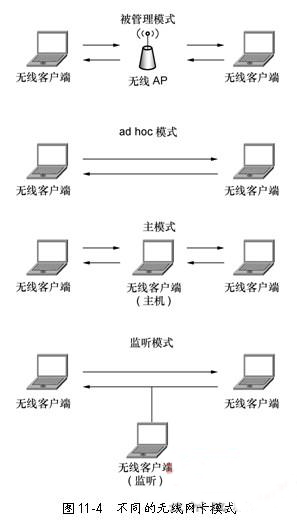 被管理模式
无线客户端 无线 AP 无线客户端
ad hoc 模式
无线客户端 无线客户端
主模式
无线客户端 无线客户端 无线客户端
(主机)
监听模式
无线客户端 无线客户端
无线客户端
(监听)
图 11-4 不同的无线网卡模式